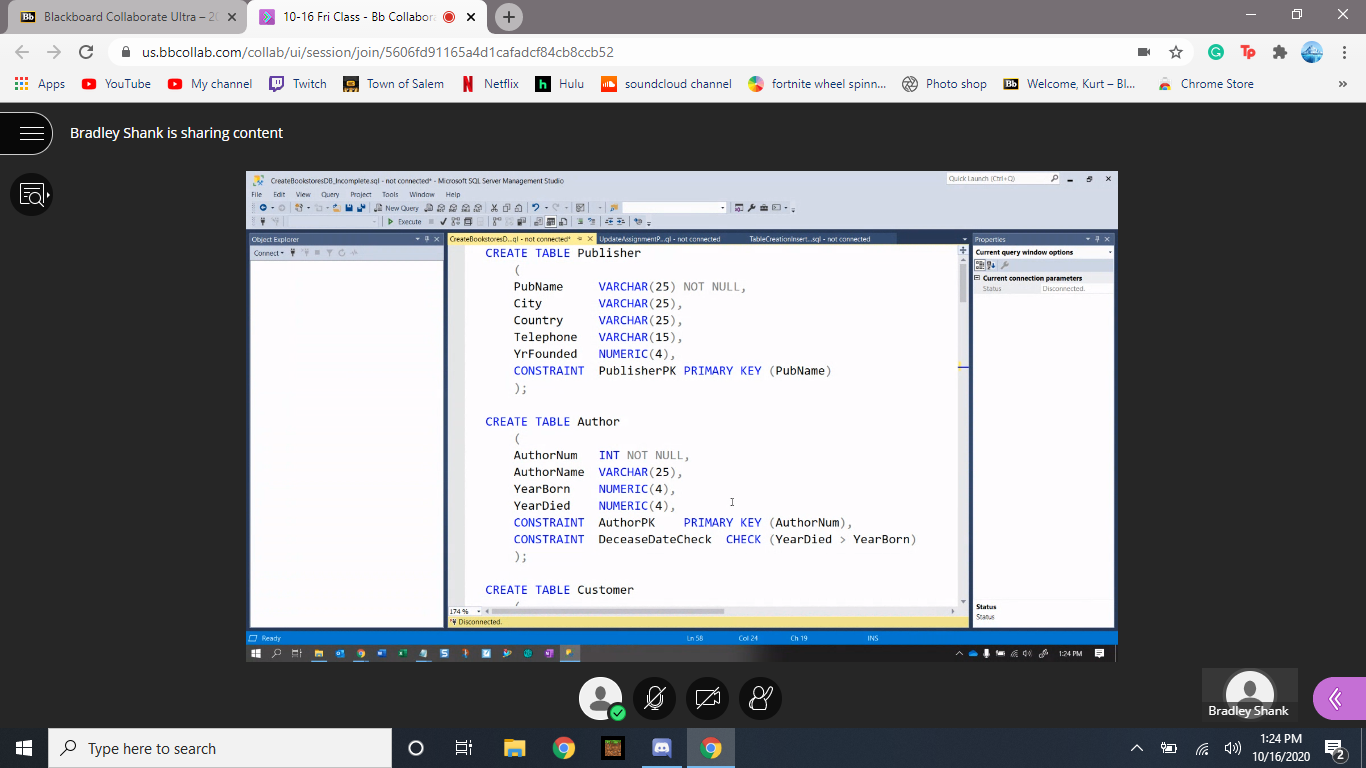 Blackboard Collaborate Ultra – 20
10-16 Fri Class - Bb Collabora
us.bbcollab.com/collab/ui/session/join/5606fd91165a4d1cafadcf84cb8ccb52
Apps YouTube My channel Twitch Town of Salem Netflix Hulu soundcloud channel fortnite wheel spinn... Photo shop Welcome, Kurt – Bl... Chrome Store »
Bradley Shank is sharing content
CreateBookstoresDB_Incomplete.sql - not connected* - Microsoft SQL Server Management Studio
Quick Launch (Ctrl+Q)
File Edit View Query Project Tools Window Help
New Query
Execute
Object Explorer
Connect
CreateBookstoresD...ql - not connected* UpdateAssignmentP...ql - not connected TableCreationInsert...sql - not connected
CREATE TABLE Publisher
(
PubName VARCHAR(25) NOT NULL,
City VARCHAR(25),
Country VARCHAR(25),
Telephone VARCHAR(15),
YrFounded NUMERIC(4),
CONSTRAINT PublisherPK PRIMARY KEY (PubName)
);
CREATE TABLE Author
(
AuthorNum INT NOT NULL,
AuthorName VARCHAR(25),
YearBorn NUMERIC(4),
YearDied NUMERIC(4),
CONSTRAINT AuthorPK PRIMARY KEY (AuthorNum),
CONSTRAINT DeceaseDateCheck CHECK (YearDied > YearBorn)
);
CREATE TABLE Customer
174 %
Disconnected.
Properties
Current query window options
Current connection parameters
Status Disconnected.
Status
Status
Ready Ln 58 Col 24 Ch 19 INS
1:24 PM
Bradley Shank
Type here to search
1:24 PM
10/16/2020
2